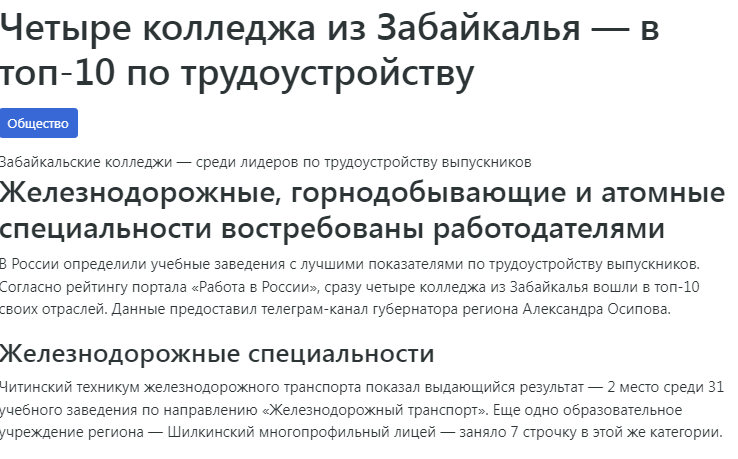 Четыре колледжа из Забайкалья — в
топ-10 по трудоустройству
Общество
Забайкальские колледжи — среди лидеров по трудоустройству выпускников
Железнодорожные, горнодобывающие и атомные
специальности востребованы работодателями
В России определили учебные заведения с лучшими показателями по трудоустройству выпускников.
Согласно рейтингу портала «Работа в России», сразу четыре колледжа из Забайкалья вошли в топ-10
своих отраслей. Данные предоставил телеграм-канал губернатора региона Александра Осипова.
Железнодорожные специальности
Читинский техникум железнодорожного транспорта показал выдающийся результат — 2 место среди 31
учебного заведения по направлению «Железнодорожный транспорт». Еще одно образовательное
учреждение региона — Шилкинский многопрофильный лицей — заняло 7 строчку в этой же категории.